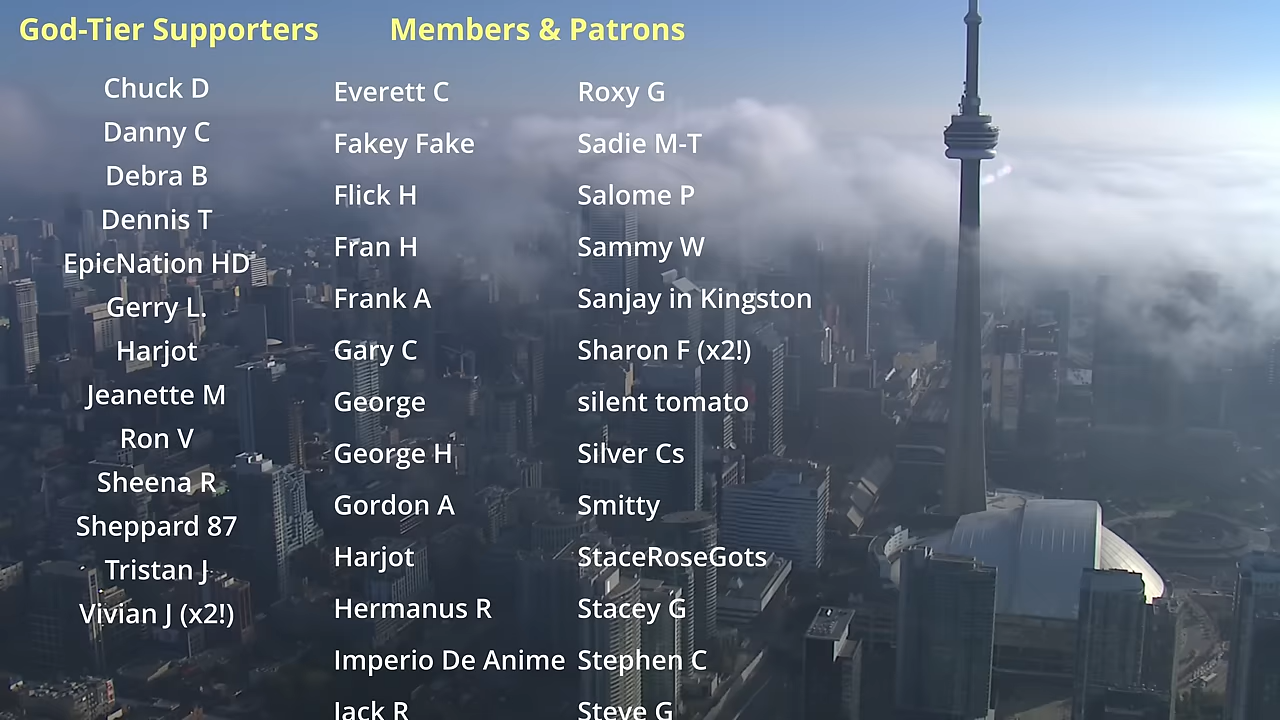 God-Tier Supporters
Chuck D
Danny C
Debra B
Dennis T
EpicNation HD
Gerry L.
Harjot
Jeanette M
Ron V
Sheena R
Sheppard 87
Tristan J
Vivian J (x2!)
Members & Patrons
Everett C
Fakey Fake
Flick H
Fran H
Frank A
Gary C
George
George H
Gordon A
Harjot
Hermanus R
Imperio De Anime
Jack R
Roxy G
Sadie M-T
Salome P
Sammy W
Sanjay in Kingston
Sharon F (x2!)
silent tomato
Silver Cs
Smitty
StaceRoseGots
Stacey G
Stephen C
Steve G